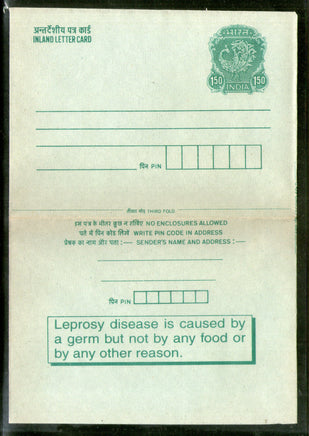 अन्तर्देशीय पत्र कार्ड
INLAND LETTER CARD
भारत
1.50 1.50
INDIA
पिन PIN
तीसरा मोड़ THIRD FOLD
इस पत्र के भीतर कुछ न रखिये NO ENCLOSURES ALLOWED
पते में पिन कोड लिखें WRITE PIN CODE IN ADDRESS
प्रेषक का नाम और पता :— SENDER'S NAME AND ADDRESS :—
पिन PIN
Leprosy disease is caused by
a germ but not by any food or
by any other reason.